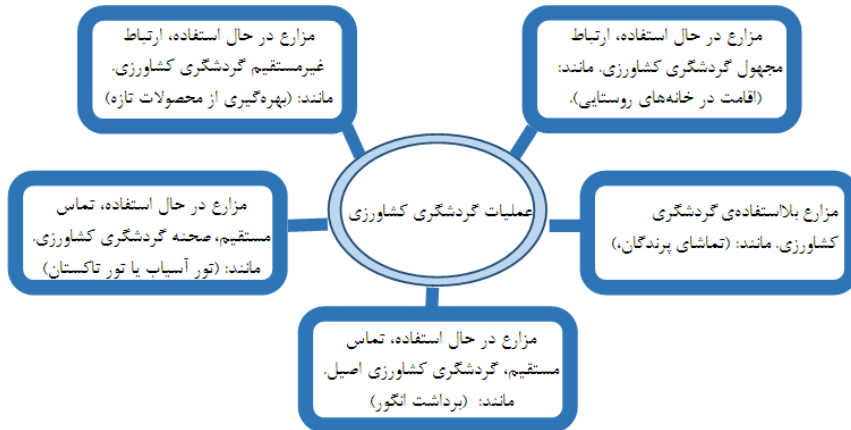 مزارع در حال استفاده، ارتباط
مجهول گردشگری کشاورزی. مانند:
(اقامت در خانه‌های روستایی).
مزارع در حال استفاده، ارتباط
غیرمستقیم گردشگری کشاورزی.
مانند: (بهره‌گیری از محصولات تازه)
عملیات گردشگری کشاورزی
مزارع بلااستفاده‌ی گردشگری
کشاورزی. مانند: (تماشای پرندگان،)
مزارع در حال استفاده، تماس
مستقیم، صحنه گردشگری کشاورزی.
مانند: (تور آسیاب یا تور تاکستان)
مزارع در حال استفاده، تماس
مستقیم، گردشگری کشاورزی اصیل.
مانند: (برداشت انگور)